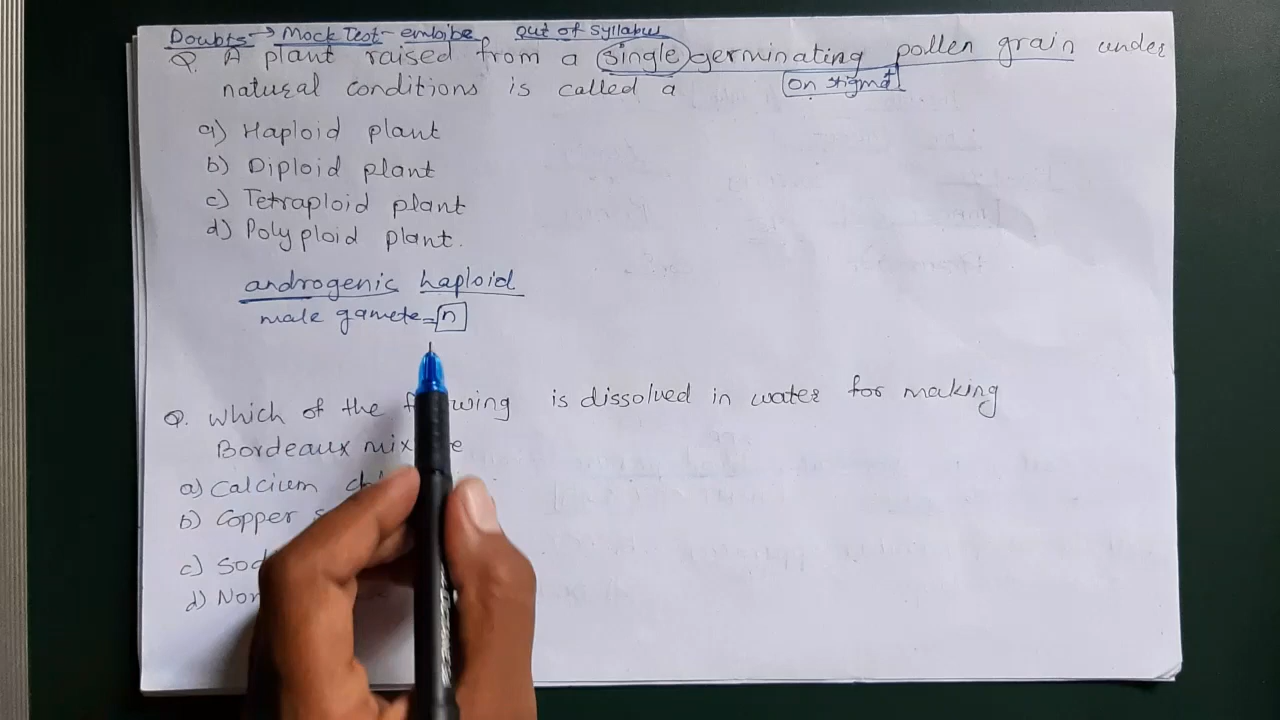 Doubts → Mock Test - embibe, out of syllabus
Q. A plant raised from a single germinating pollen grain under
natural conditions is called a on stigma
a) Haploid plant
b) Diploid plant
c) Tetraploid plant
d) Polyploid plant.
androgenic haploid
male gamete = n
Q. Which of the is dissolved in water for making
Bordeaux
a) Calcium
b) Copper
c)
d)